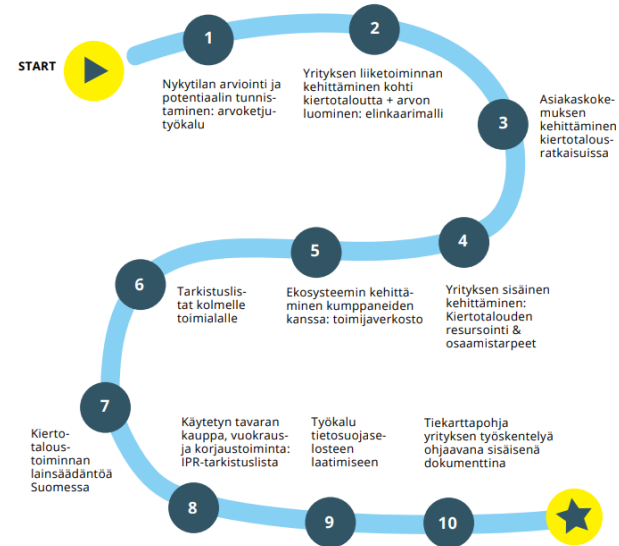 START
1
Nykytilan arviointi ja
potentiaalin tunnis-
taminen: arvoketju-
työkalu
2
Yrityksen liiketoiminnan
kehittäminen kohti
kiertotaloutta + arvon
luominen: elinkaarimalli
3
Asiakaskoke-
muksen
kehittäminen
kiertotalous-
ratkaisuissa
4
Yrityksen sisäinen
kehittäminen:
Kiertotalouden
resursointi &
osaamistarpeet
5
Ekosysteemin kehittä-
minen kumppaneiden
kanssa: toimijaverkosto
6
Tarkistuslis-
tat kolmelle
toimialalle
7
Kierto-
talous-
toiminnan
lainsäädäntöä
Suomessa
8
Käytetyn tavaran
kauppa, vuokraus-
ja korjaustoiminta:
IPR-tarkistuslista
9
Työkalu
tietosuojase-
losteen
laatimiseen
10
Tiekarttapohja
yrityksen työskentelyä
ohjaavana sisäisenä
dokumenttina